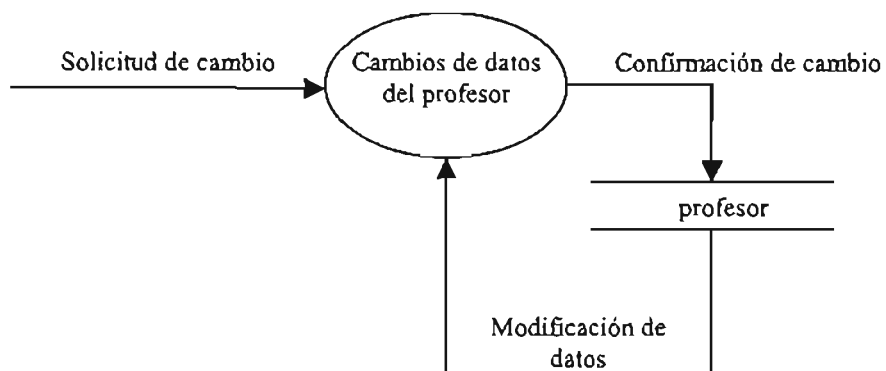 Solicitud de cambio
Cambios de datos
del profesor
Confirmación de cambio
profesor
Modificación de
datos